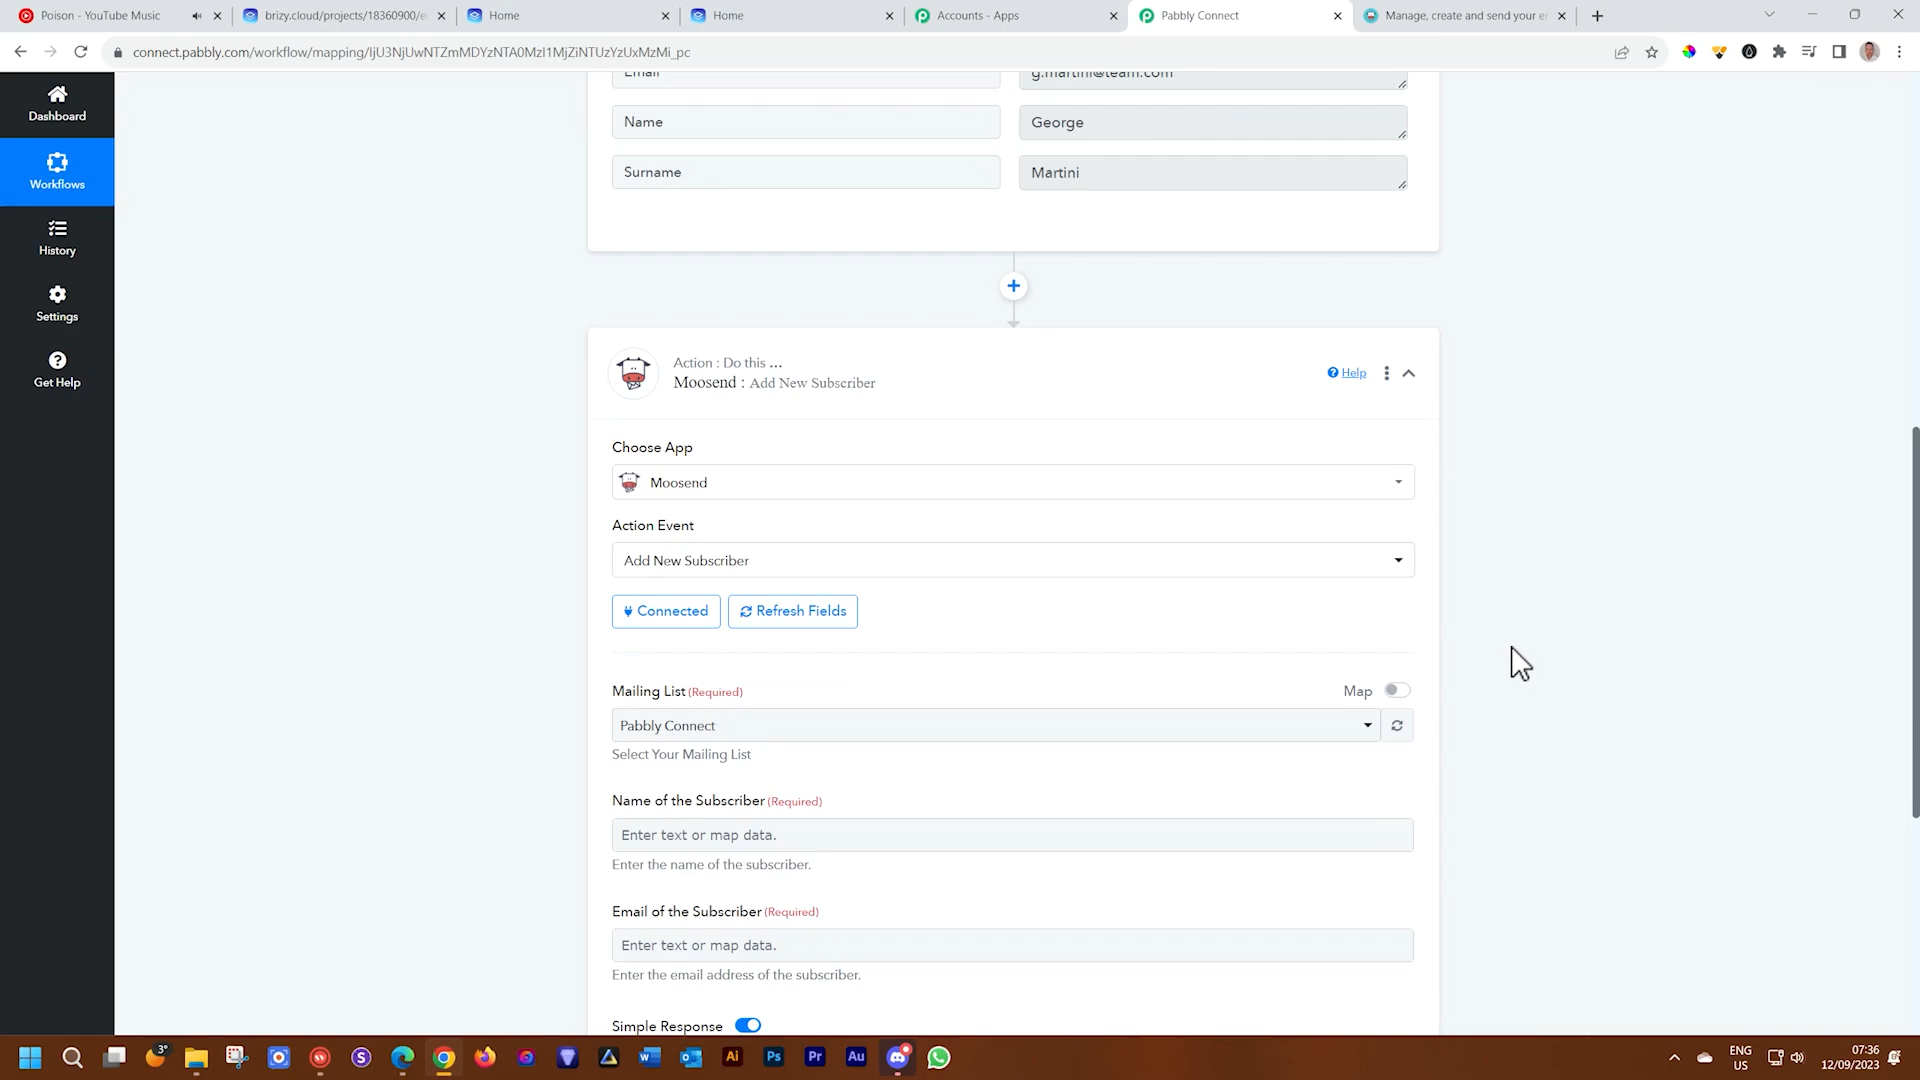 Poison - YouTube Music
brizy.cloud/projects/18360900/e
Home
Home
Accounts - Apps
Pabbly Connect
Manage, create and send your e
connect.pabbly.com/workflow/mapping/IjU3NjUwNTZmMDYzNTA0MzI1MjZiNTUzYzUxMzMi_pc
Dashboard
Workflows
History
Settings
Get Help
Email
g.martini@team.com
Name
George
Surname
Martini
Action : Do this ...
Moosend : Add New Subscriber
Help
Choose App
Moosend
Action Event
Add New Subscriber
Connected
Refresh Fields
Mailing List (Required)
Map
Pabbly Connect
Select Your Mailing List
Name of the Subscriber (Required)
Enter text or map data.
Enter the name of the subscriber.
Email of the Subscriber (Required)
Enter text or map data.
Enter the email address of the subscriber.
Simple Response
3°
Ai
Ps
Pr
Au
ENG
US
07:36
12/09/2023